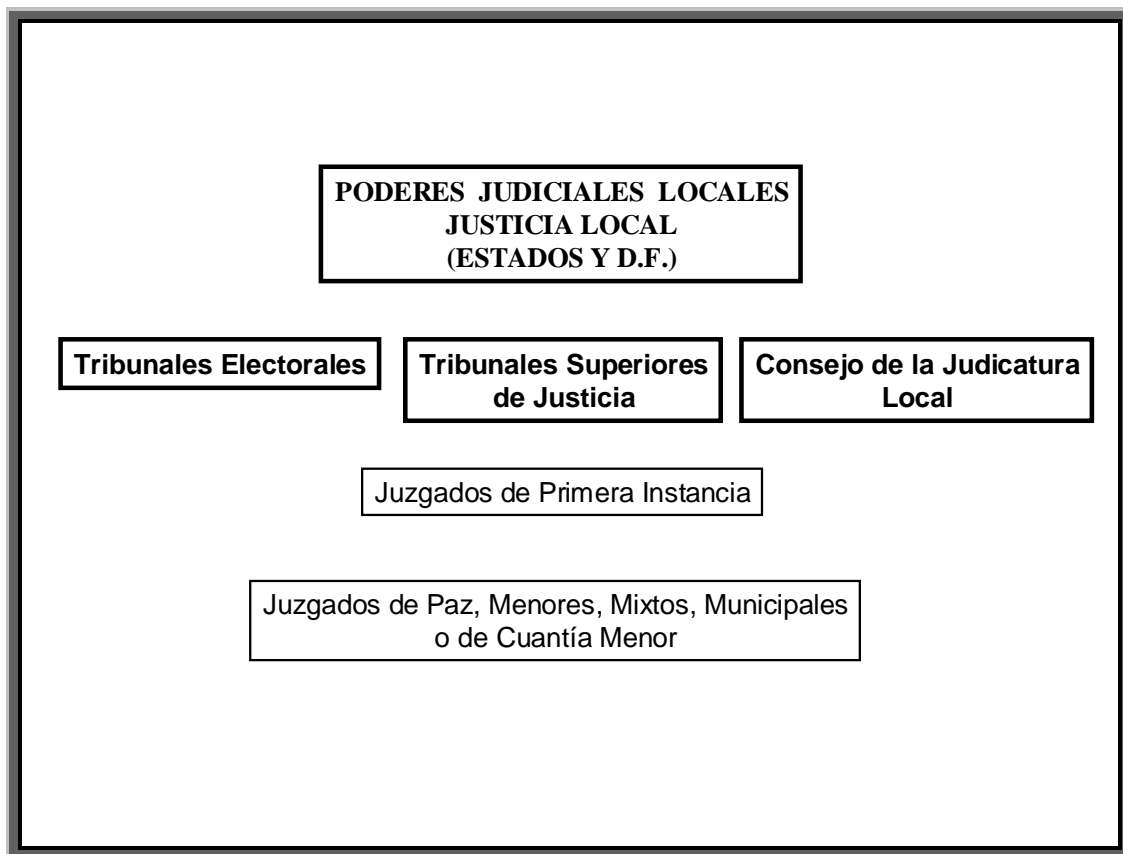 PODERES JUDICIALES LOCALES
JUSTICIA LOCAL
(ESTADOS Y D.F.)
Tribunales Electorales
Tribunales Superiores
de Justicia
Consejo de la Judicatura
Local
Juzgados de Primera Instancia
Juzgados de Paz, Menores, Mixtos, Municipales
o de Cuantía Menor